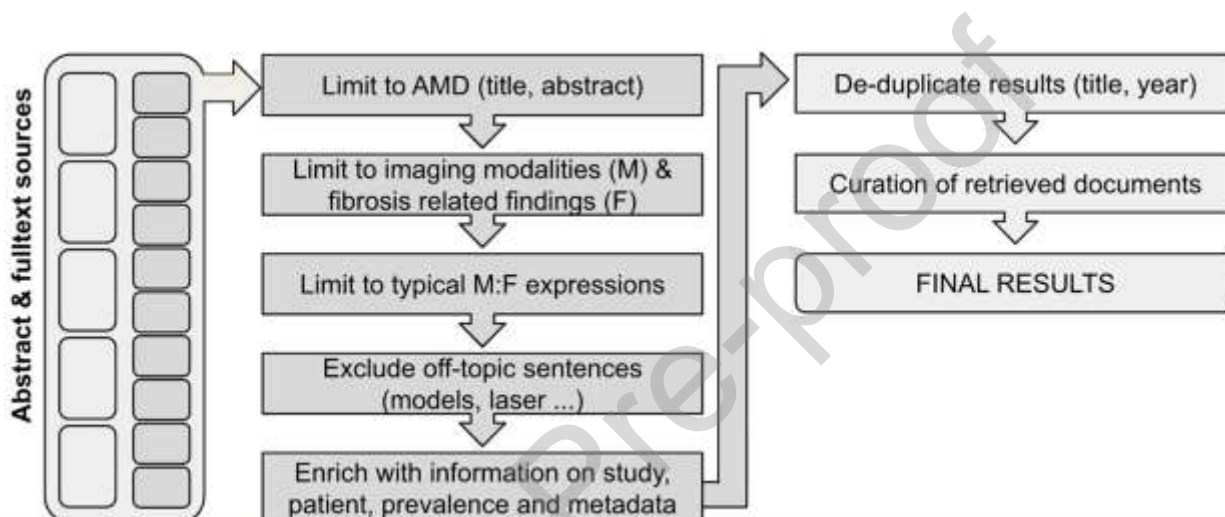 Abstract & fulltext sources
Limit to AMD (title, abstract)
Limit to imaging modalities (M) &
fibrosis related findings (F)
Limit to typical M:F expressions
Exclude off-topic sentences
(models, laser ...)
Enrich with information on study,
patient, prevalence and metadata
De-duplicate results (title, year)
Curation of retrieved documents
FINAL RESULTS
Pre-proof